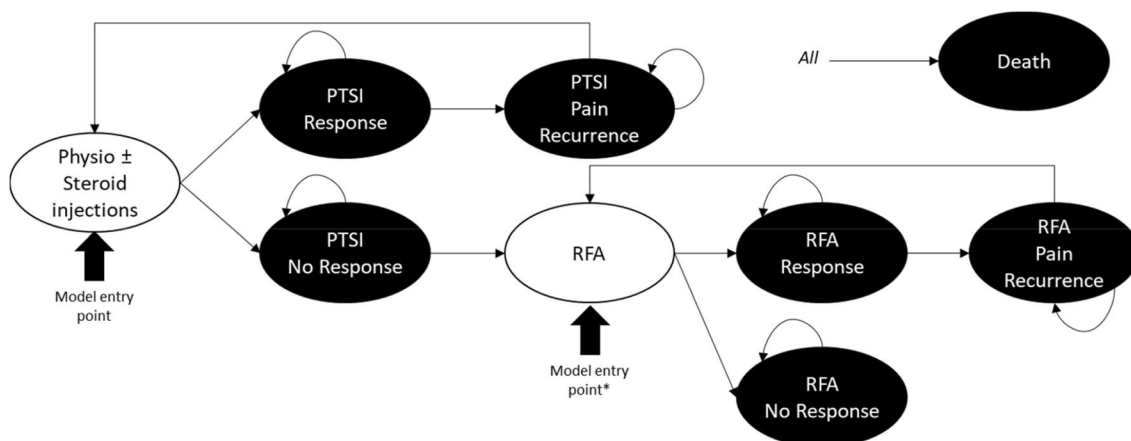 All
Death
PTSI
Response
PTSI
Pain
Recurrence
Physio ±
Steroid
injections
PTSI
No Response
RFA
RFA
Response
RFA
Pain
Recurrence
Model entry
point
Model entry
point*
RFA
No Response